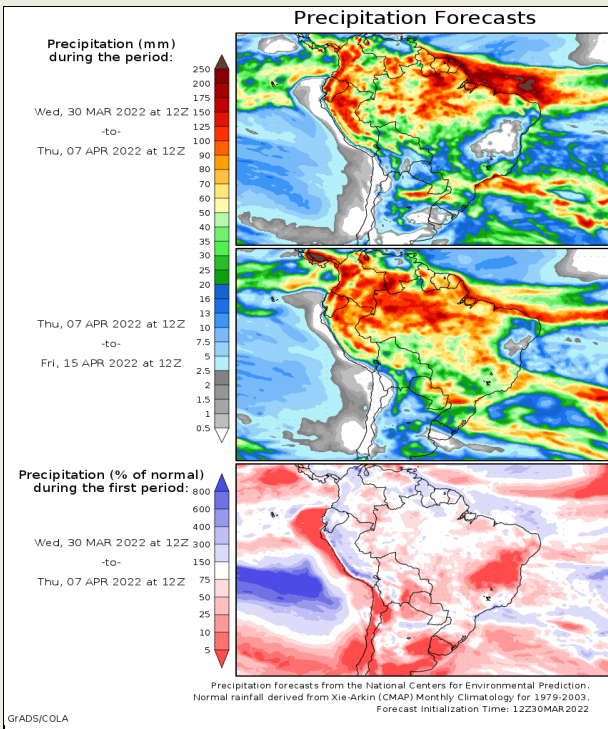 Precipitation Forecasts
Precipitation (mm)
during the period:
Wed, 30 MAR 2022 at 12Z
-to-
Thu, 07 APR 2022 at 12Z
250
200
175
150
125
100
90
80
70
60
50
40
35
30
25
20
16
13
10
7.5
5
2.5
2
1.5
1
0.5
Thu, 07 APR 2022 at 12Z
-to-
Fri, 15 APR 2022 at 12Z
Precipitation (% of normal)
during the first period:
Wed, 30 MAR 2022 at 12Z
-to-
Thu, 07 APR 2022 at 12Z
800
600
400
300
150
75
50
25
10
5
Precipitation forecasts from the National Centers for Environmental Prediction.
Normal rainfall derived from Xie-Arkin (CMAP) Monthly Climatology for 1979-2003.
Forecast Initialization Time: 12Z30MAR2022
GrADS/COLA